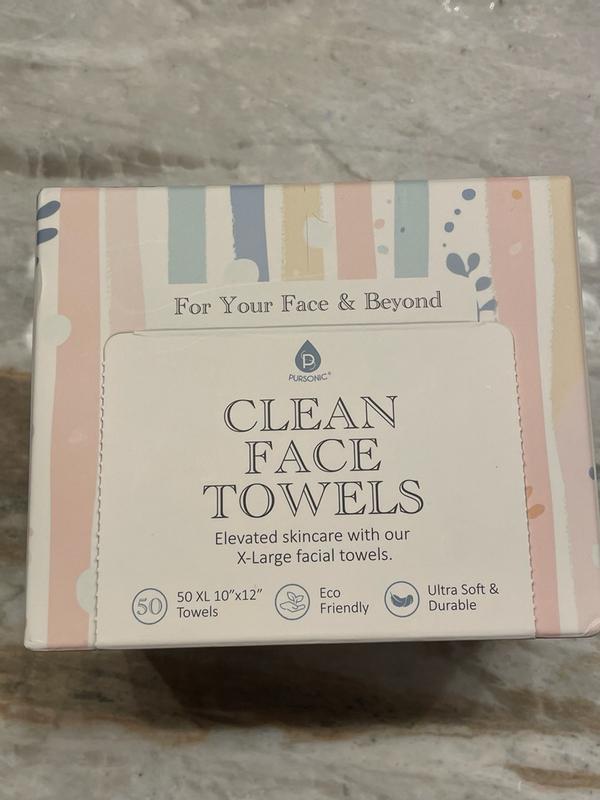 For Your Face & Beyond
P
PURSONIC®
CLEAN
FACE
TOWELS
Elevated skincare with our
X-Large facial towels.
50
50 XL 10"x12"
Towels
Eco
Friendly
Ultra Soft &
Durable